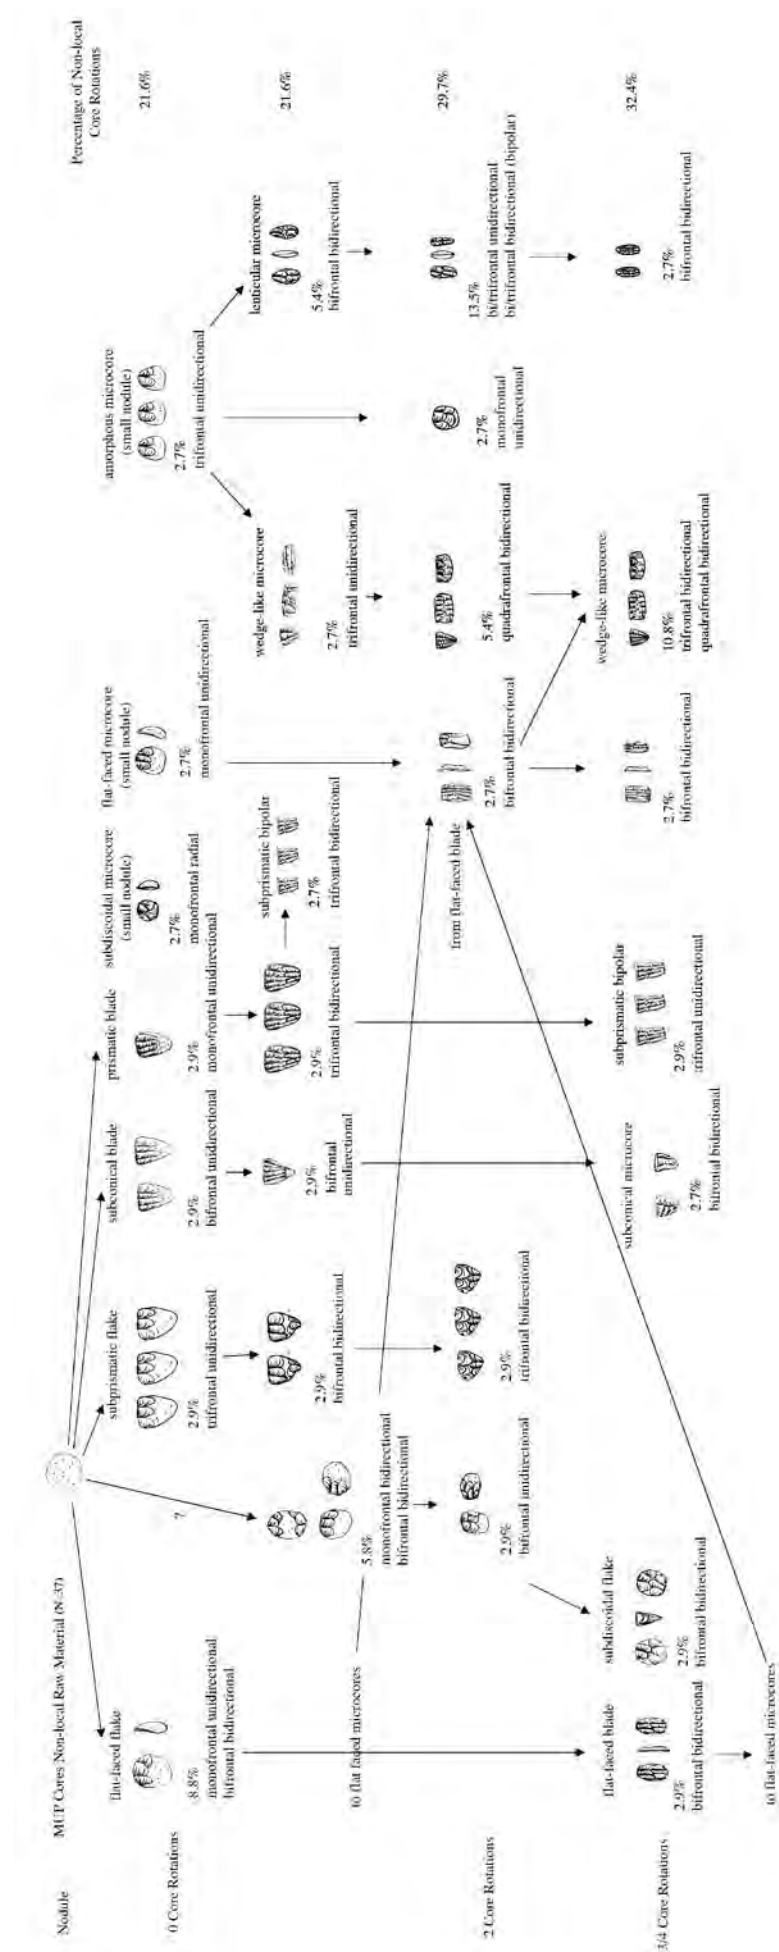 Nodule
MUP Cores Non-local Raw Material (N-37)
Percentage of Non-local
Core Rotations
0 Core Rotations
flat-faced flake
8.8%
monofrontal unidirectional
bifrontal bidirectional
?
subprismatic flake
2.9%
trifrontal unidirectional
subconical blade
2.9%
bifrontal unidirectional
prismatic blade
2.9%
monofrontal unidirectional
subdiscoidal microcore
(small nodule)
2.7%
monofrontal radial
flat-faced microcore
(small nodule)
2.7%
monofrontal unidirectional
amorphous microcore
(small nodule)
2.7%
trifrontal unidirectional
21.6%
to flat faced microcores
5.8%
monofrontal bidirectional
bifrontal bidirectional
2.9%
bifrontal bidirectional
2.9%
bifrontal
unidirectional
2.9%
trifrontal bidirectional
subprismatic bipolar
2.7%
trifrontal bidirectional
wedge-like microcore
2.7%
trifrontal unidirectional
lenticular microcore
5.4%
bifrontal bidirectional
21.6%
2 Core Rotations
2.9%
bifrontal unidirectional
2.9%
trifronial bidirectional
from flat-faced blade
2.7%
bifrontal bidirectional
5.4%
quadrafrontal bidirectional
2.7%
monofrontal
unidirectional
13.5%
bi/trifrontal unidirectional
bi/trifrontal bidirectional (bipolar)
29.7%
3/4 Core Rotations
flat-faced blade
2.9%
bifrontal bidirectional
subdiscoidal flake
2.9%
bifrontal bidirectional
subconical microcore
2.7%
bifrontal bidirectional
subprismatic bipolar
2.9%
trifrontal unidirectional
2.7%
bifrontal bidirectional
wedge-like microcore
10.8%
trifrontal bidirectional
quadrafrontal bidirectional
2.7%
bifrontal bidirectional
32.4%
to flat-faced microcores